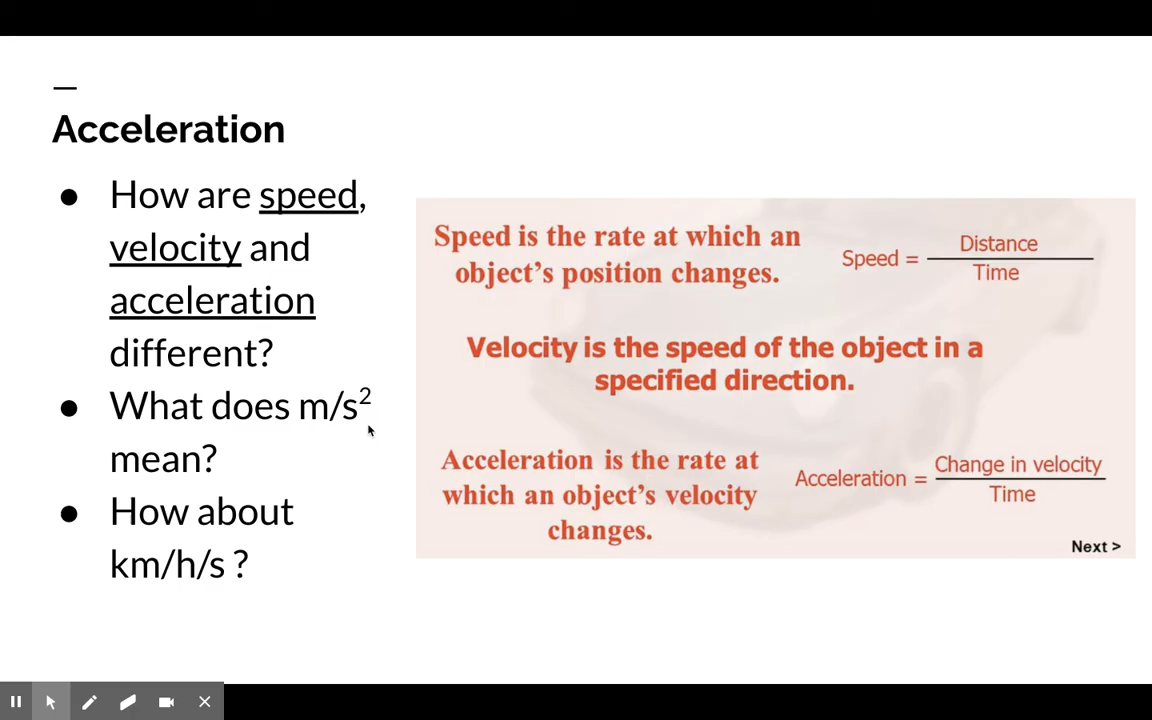 Acceleration
● How are speed,
velocity and
acceleration
different?
● What does m/s²
mean?
● How about
km/h/s ?
Speed is the rate at which an
object’s position changes.
Speed = Distance
Time
Velocity is the speed of the object in a
specified direction.
Acceleration is the rate at
which an object’s velocity
changes.
Acceleration = Change in velocity
Time
Next >